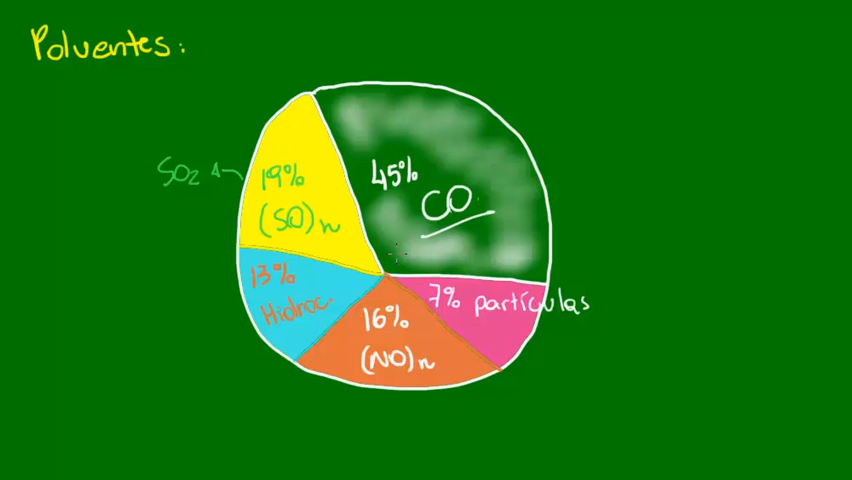 Poluentes:
45%
CO
SO₂
19%
(SO)n
13%
Hidroc.
16%
(NO)n
7% partículas